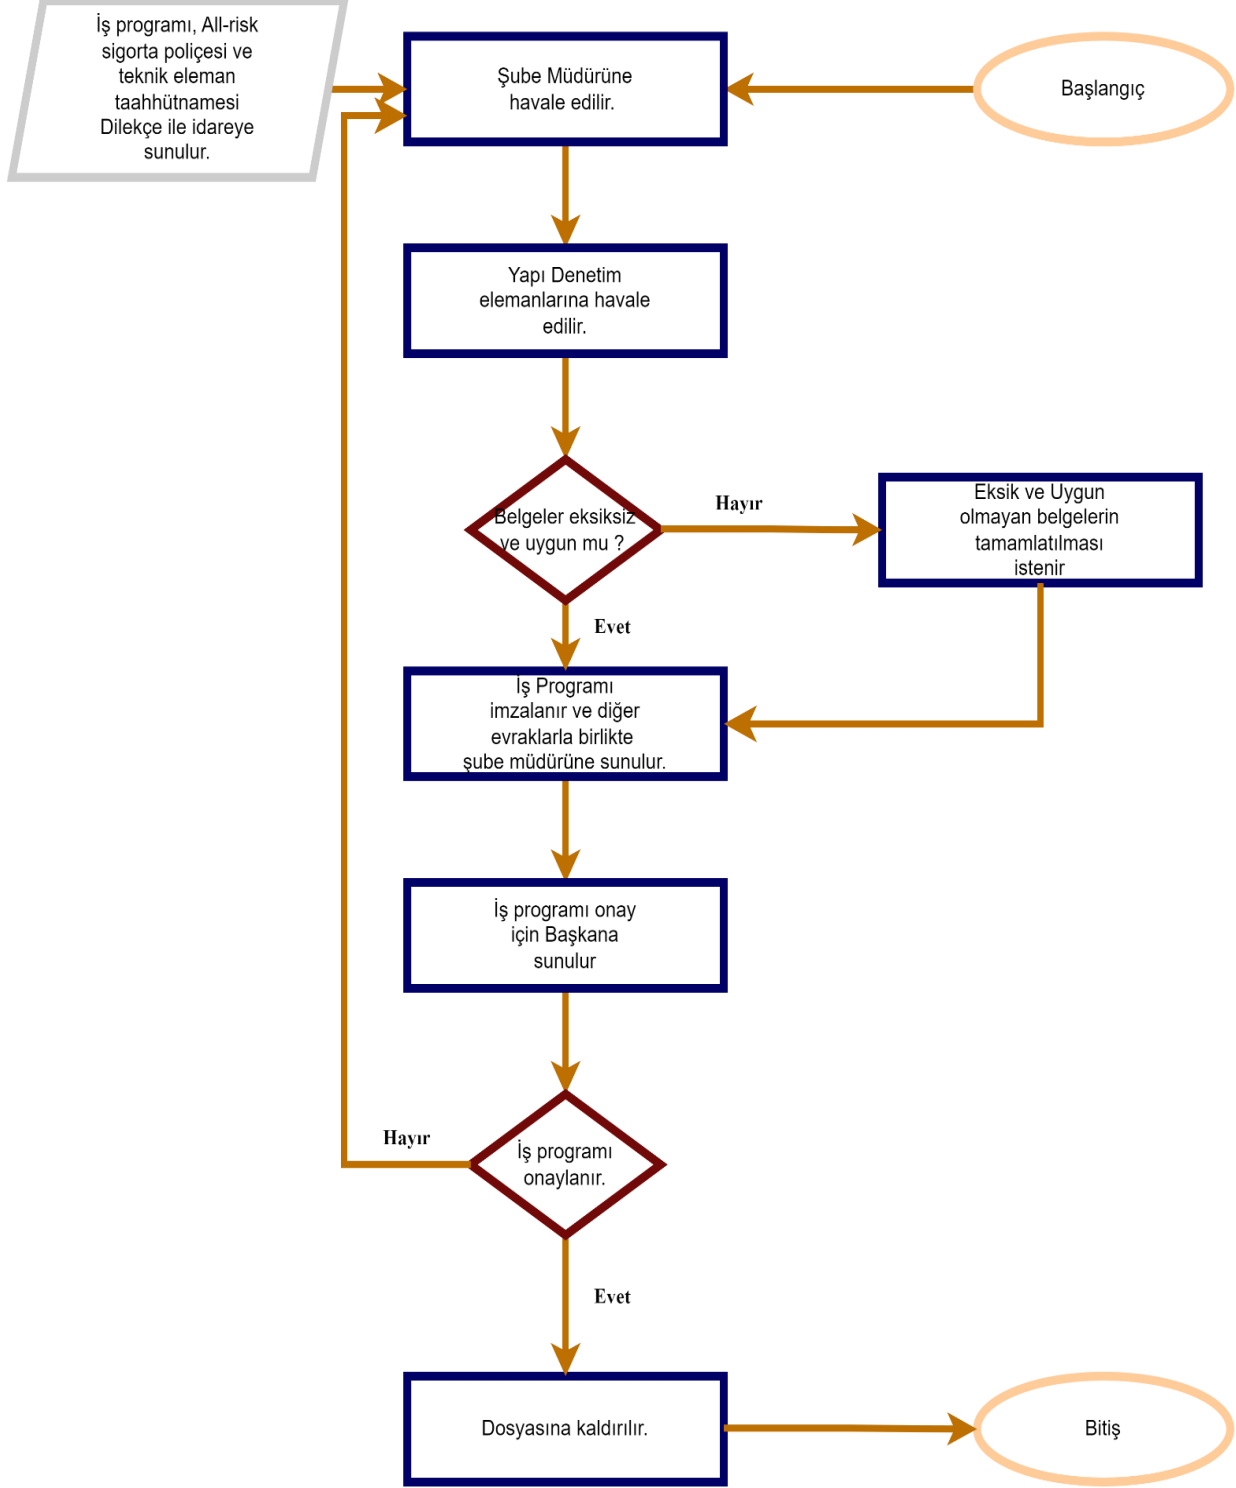 İş programı, All-risk
sigorta poliçesi ve
teknik eleman
taahhütnamesi
Dilekçe ile idareye
sunulur.
Şube Müdürüne
havale edilir.
Başlangıç
Yapı Denetim
elemanlarına havale
edilir.
Belgeler eksiksiz
ve uygun mu ?
Hayır
Eksik ve Uygun
olmayan belgelerin
tamamlatılması
istenir
Evet
İş Programı
imzalanır ve diğer
evraklarla birlikte
şube müdürüne sunulur.
İş programı onay
için Başkana
sunulur
Hayır
İş programı
onaylanır.
Evet
Dosyasına kaldırılır.
Bitiş